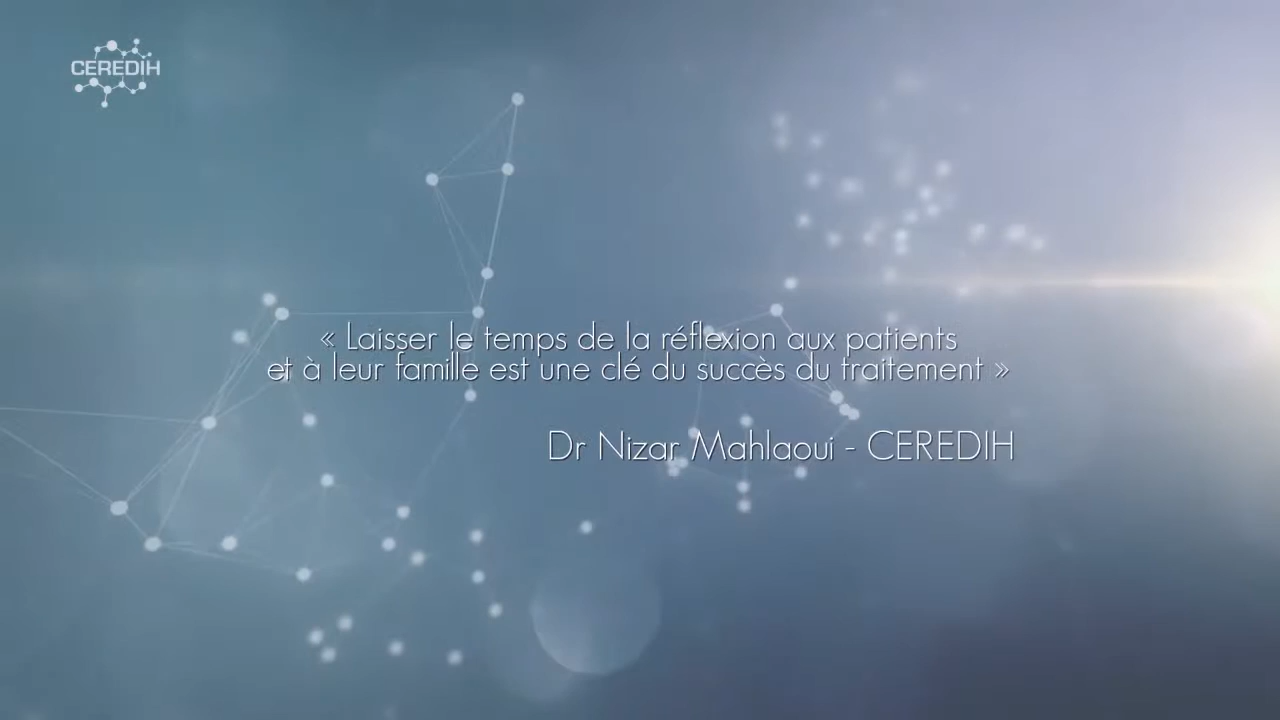 CEREDIH
« Laisser le temps de la réflexion aux patients
et à leur famille est une clé du succès du traitement »
Dr Nizar Mahlaoui - CEREDIH